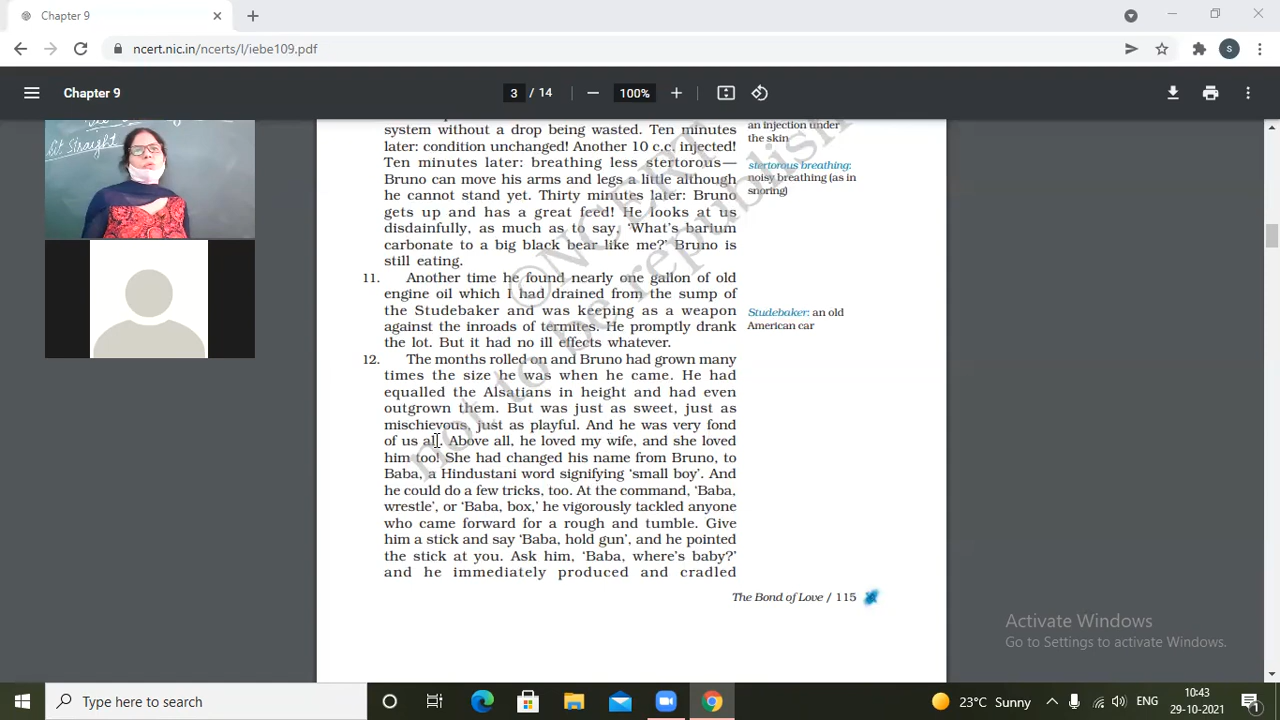 Chapter 9
ncert.nic.in/ncerts/l/iebe109.pdf
S
Chapter 9
3 / 14
100%
St Straight
system without a drop being wasted. Ten minutes
later: condition unchanged! Another 10 c.c. injected!
Ten minutes later: breathing less stertorous—
Bruno can move his arms and legs a little although
he cannot stand yet. Thirty minutes later: Bruno
gets up and has a great feed! He looks at us
disdainfully, as much as to say, ‘What’s barium
carbonate to a big black bear like me?’ Bruno is
still eating.
11. Another time he found nearly one gallon of old
engine oil which I had drained from the sump of
the Studebaker and was keeping as a weapon
against the inroads of termites. He promptly drank
the lot. But it had no ill effects whatever.
12. The months rolled on and Bruno had grown many
times the size he was when he came. He had
equalled the Alsatians in height and had even
outgrown them. But was just as sweet, just as
mischievous, just as playful. And he was very fond
of us all. Above all, he loved my wife, and she loved
him too! She had changed his name from Bruno, to
Baba, a Hindustani word signifying ‘small boy’. And
he could do a few tricks, too. At the command, ‘Baba,
wrestle’, or ‘Baba, box,’ he vigorously tackled anyone
who came forward for a rough and tumble. Give
him a stick and say ‘Baba, hold gun’, and he pointed
the stick at you. Ask him, ‘Baba, where’s baby?’
and he immediately produced and cradled
an injection under
the skin
stertorous breathing:
noisy breathing (as in
snoring)
Studebaker: an old
American car
©NCERT
not to be republish
The Bond of Love / 115
Activate Windows
Go to Settings to activate Windows.
Type here to search
23°C Sunny
ENG
10:43
29-10-2021
1